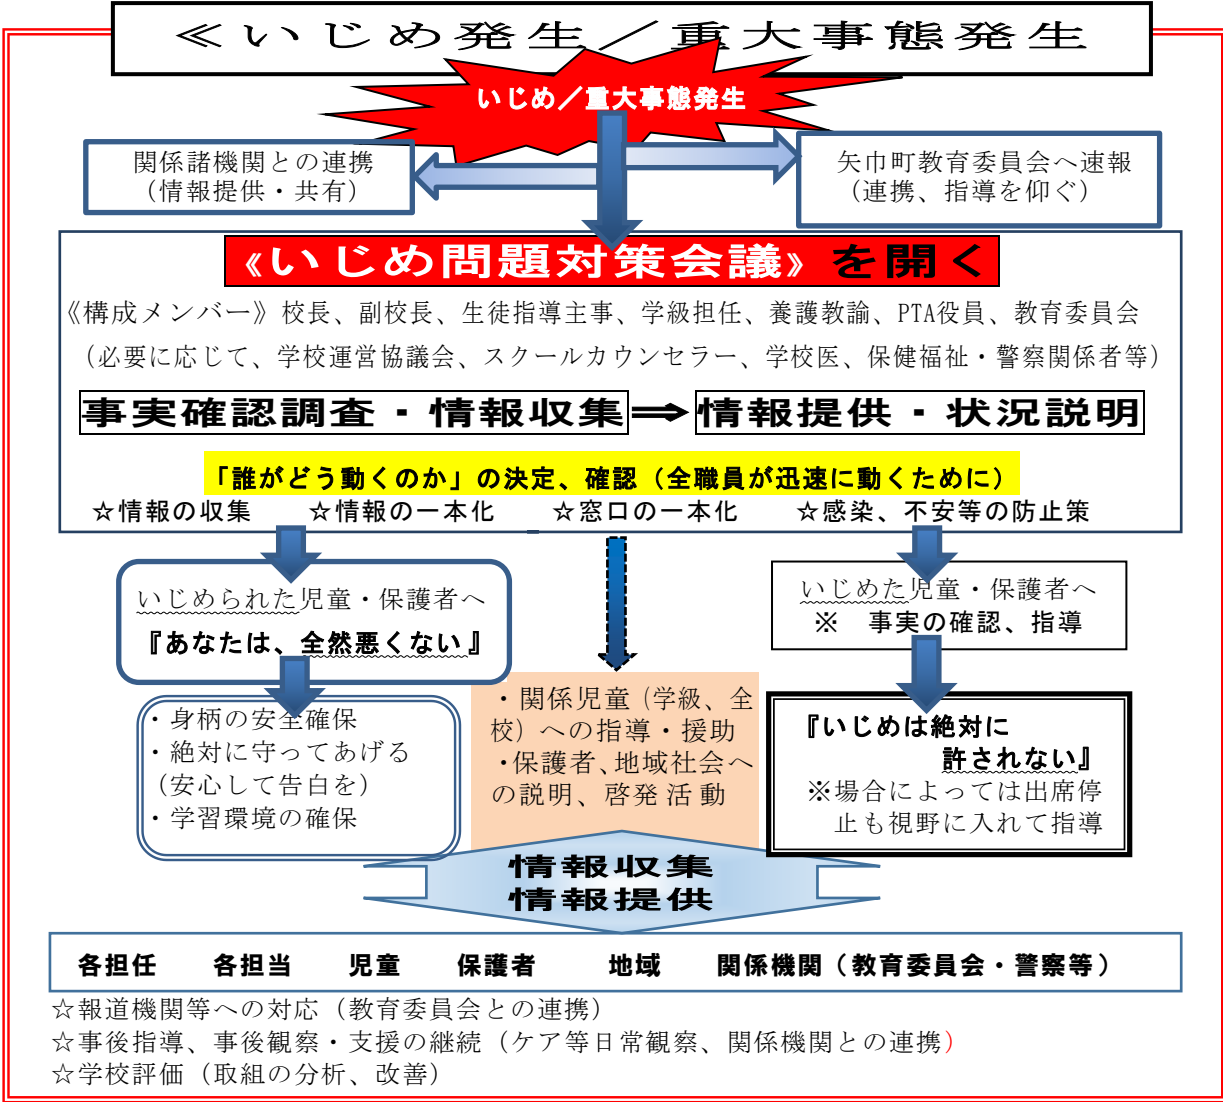 ≪いじめ発生／重大事態発生
いじめ／重大事態発生
関係諸機関との連携
（情報提供・共有）
矢巾町教育委員会へ速報
（連携、指導を仰ぐ）
《いじめ問題対策会議》を開く
《構成メンバー》校長、副校長、生徒指導主事、学級担任、養護教諭、PTA役員、教育委員会
（必要に応じて、学校運営協議会、スクールカウンセラー、学校医、保健福祉・警察関係者等）
事実確認調査・情報収集⇒情報提供・状況説明
「誰がどう動くのか」の決定、確認（全職員が迅速に動くために）
☆情報の収集　☆情報の一本化　☆窓口の一本化　☆感染、不安等の防止策
いじめられた児童・保護者へ
『あなたは、全然悪くない』
・身柄の安全確保
・絶対に守ってあげる
（安心して告白を）
・学習環境の確保
・関係児童（学級、全
校）への指導・援助
・保護者、地域社会へ
の説明、啓発活動
いじめた児童・保護者へ
※　事実の確認、指導
『いじめは絶対に
許されない』
※場合によっては出席停
止も視野に入れて指導
情報収集
情報提供
各担任　各担当　児童　保護者　地域　関係機関（教育委員会・警察等）
☆報道機関等への対応（教育委員会との連携）
☆事後指導、事後観察・支援の継続（ケア等日常観察、関係機関との連携）
☆学校評価（取組の分析、改善）